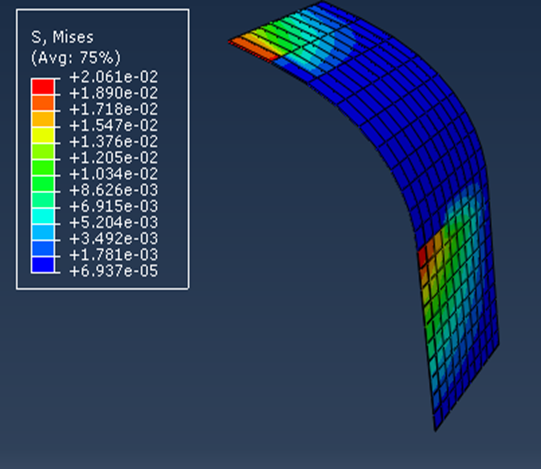 S, Mises
(Avg: 75%)
+2.061e-02
+1.890e-02
+1.718e-02
+1.547e-02
+1.376e-02
+1.205e-02
+1.034e-02
+8.626e-03
+6.915e-03
+5.204e-03
+3.492e-03
+1.781e-03
+6.937e-05